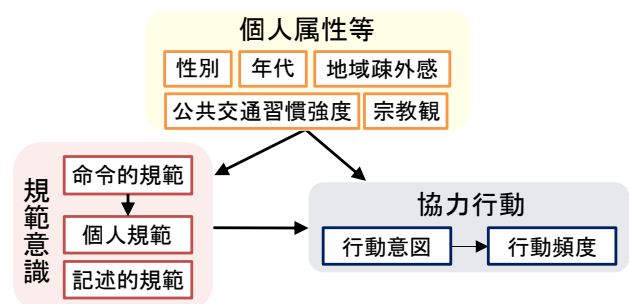 個人属性等
性別 年代 地域疎外感
公共交通習慣強度 宗教観
規範意識
命令的規範
個人規範
記述的規範
協力行動
行動意図 行動頻度